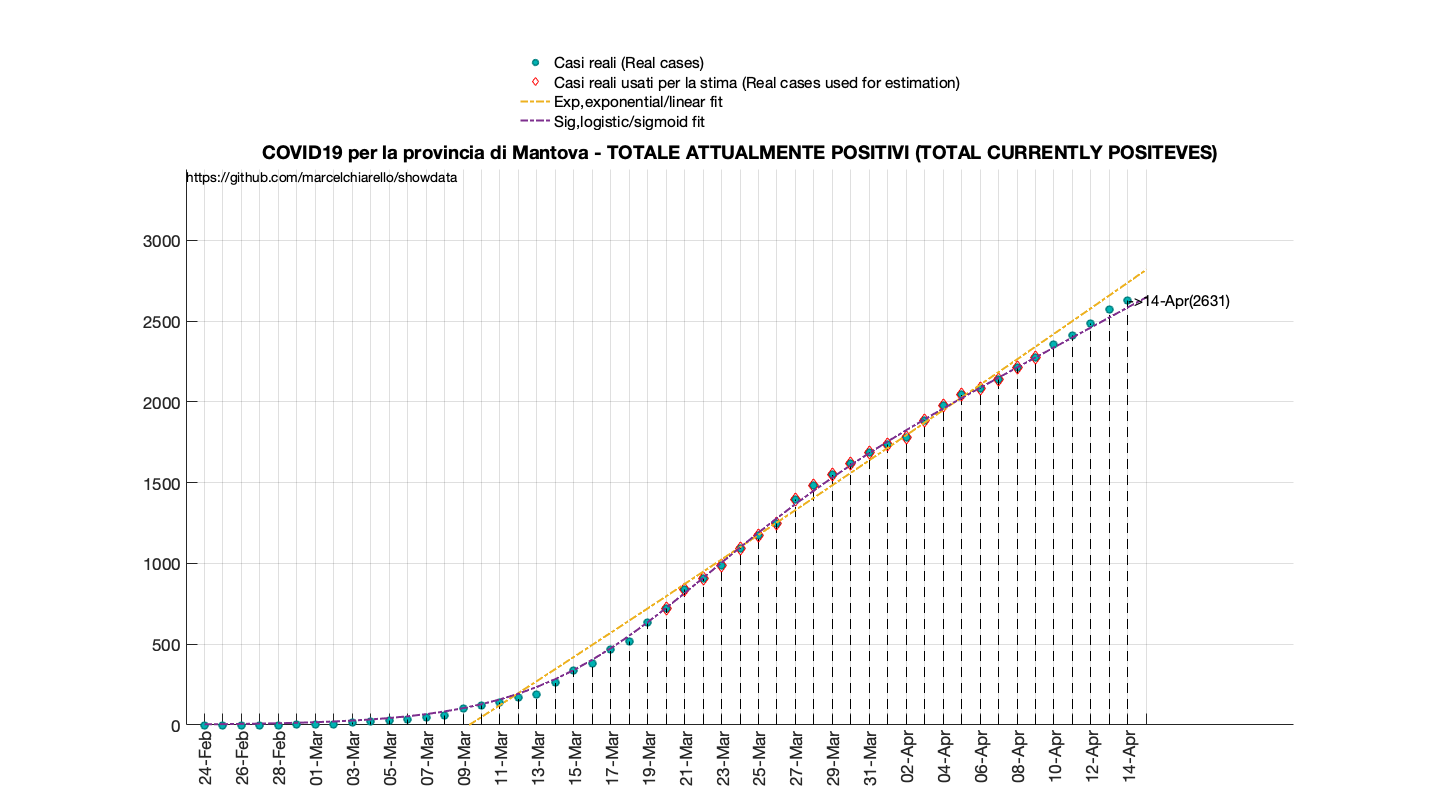 Casi reali (Real cases)
Casi reali usati per la stima (Real cases used for estimation)
Exp,exponential/linear fit
Sig,logistic/sigmoid fit
COVID19 per la provincia di Mantova - TOTALE ATTUALMENTE POSITIVI (TOTAL CURRENTLY POSITEVES)
https://github.com/marcelchiarello/showdata
3000
2500
2000
1500
1000
500
0
14-Apr(2631)
24-Feb
26-Feb
28-Feb
01-Mar
03-Mar
05-Mar
07-Mar
09-Mar
11-Mar
13-Mar
15-Mar
17-Mar
19-Mar
21-Mar
23-Mar
25-Mar
27-Mar
29-Mar
31-Mar
02-Apr
04-Apr
06-Apr
08-Apr
10-Apr
12-Apr
14-Apr